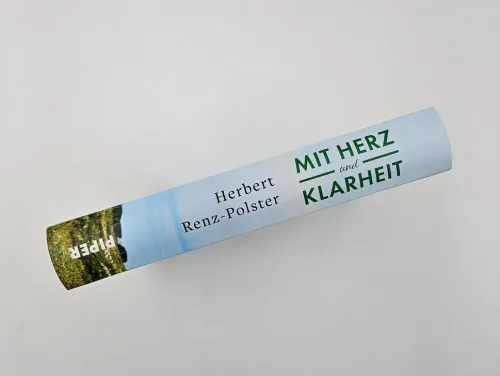 Herbert
Renz-Polster
MIT HERZ
und
KLARHEIT
PIPER